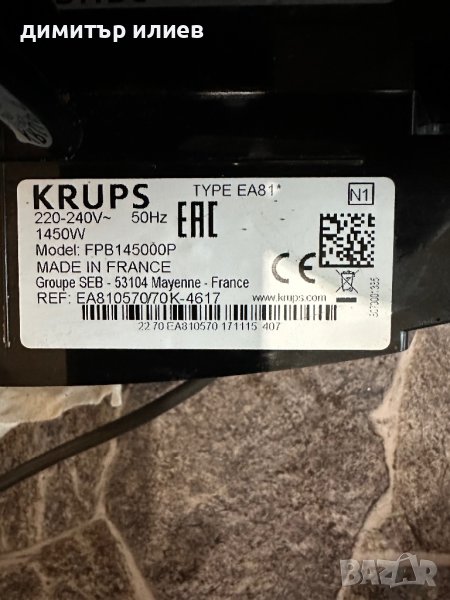 димитър илиев
KRUPS
TYPE EA81*
N1
220-240V~ 50Hz
1450W
EAC
Model: FPB145000P
MADE IN FRANCE
CE
Groupe SEB - 53104 Mayenne - France
REF: EA810570/70K-4617
www.krups.com
22 70 EA810570 171115 407
BAZAR